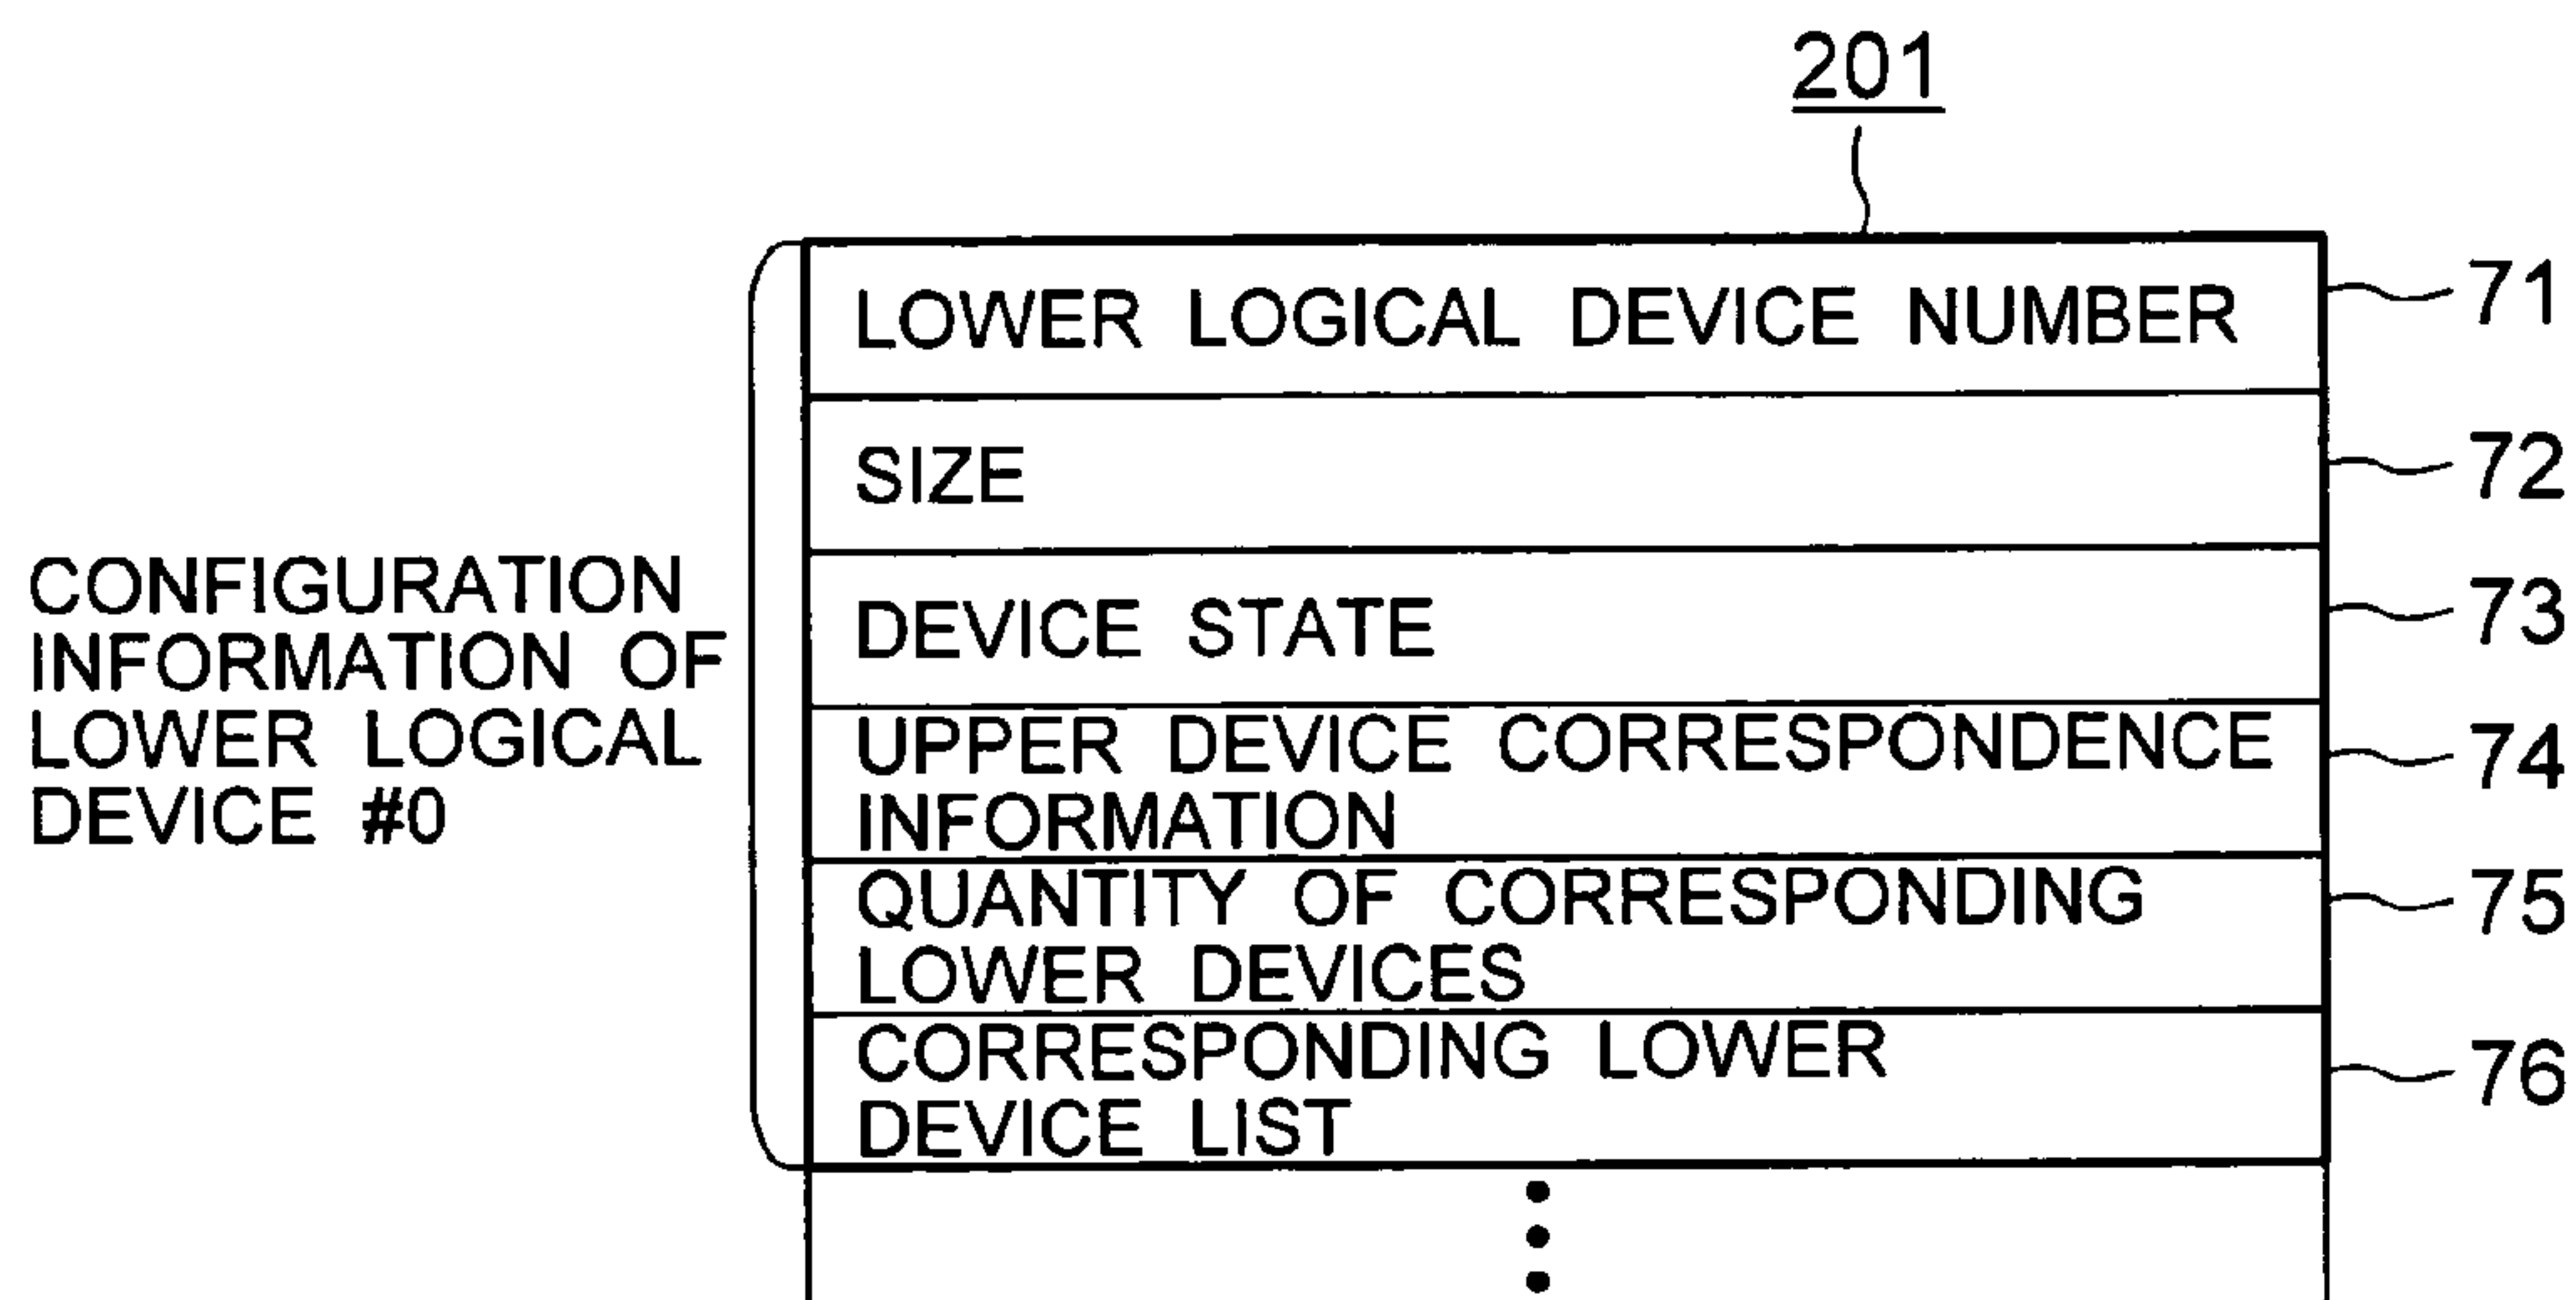 201
LOWER LOGICAL DEVICE NUMBER
71
SIZE
72
DEVICE STATE
73
CONFIGURATION
INFORMATION OF
LOWER LOGICAL
DEVICE #0
UPPER DEVICE CORRESPONDENCE
INFORMATION
74
QUANTITY OF CORRESPONDING
LOWER DEVICES
75
CORRESPONDING LOWER
DEVICE LIST
76